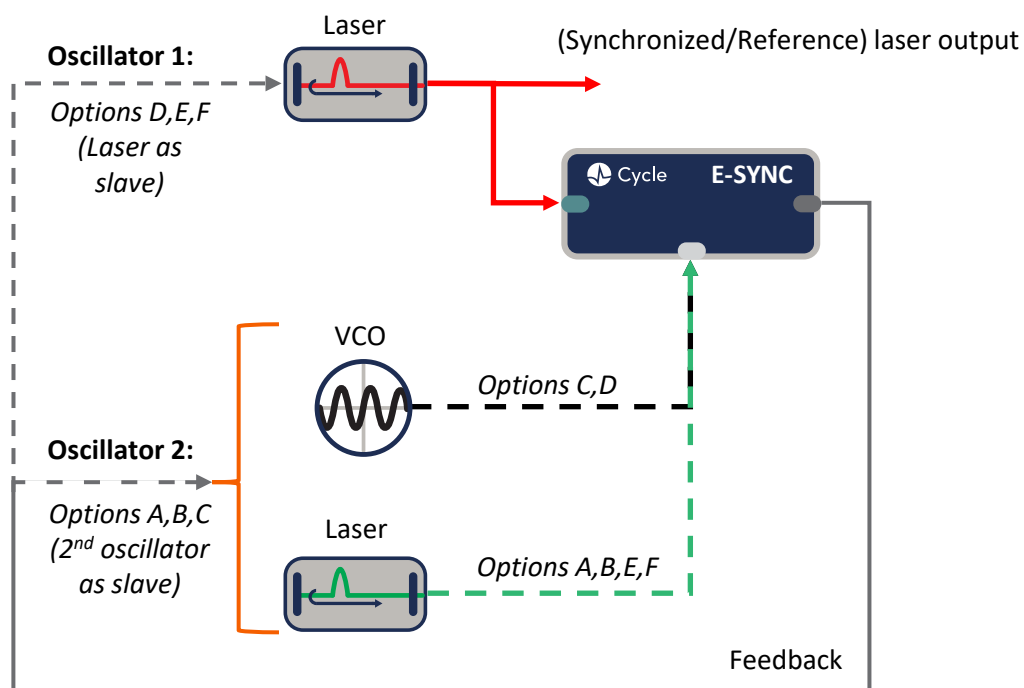 Laser
(Synchronized/Reference) laser output
Oscillator 1:
Options D,E,F
(Laser as
slave)
Cycle E-SYNC
VCO
Options C,D
Oscillator 2:
Options A,B,C
(2nd oscillator
as slave)
Laser
Options A,B,E,F
Feedback